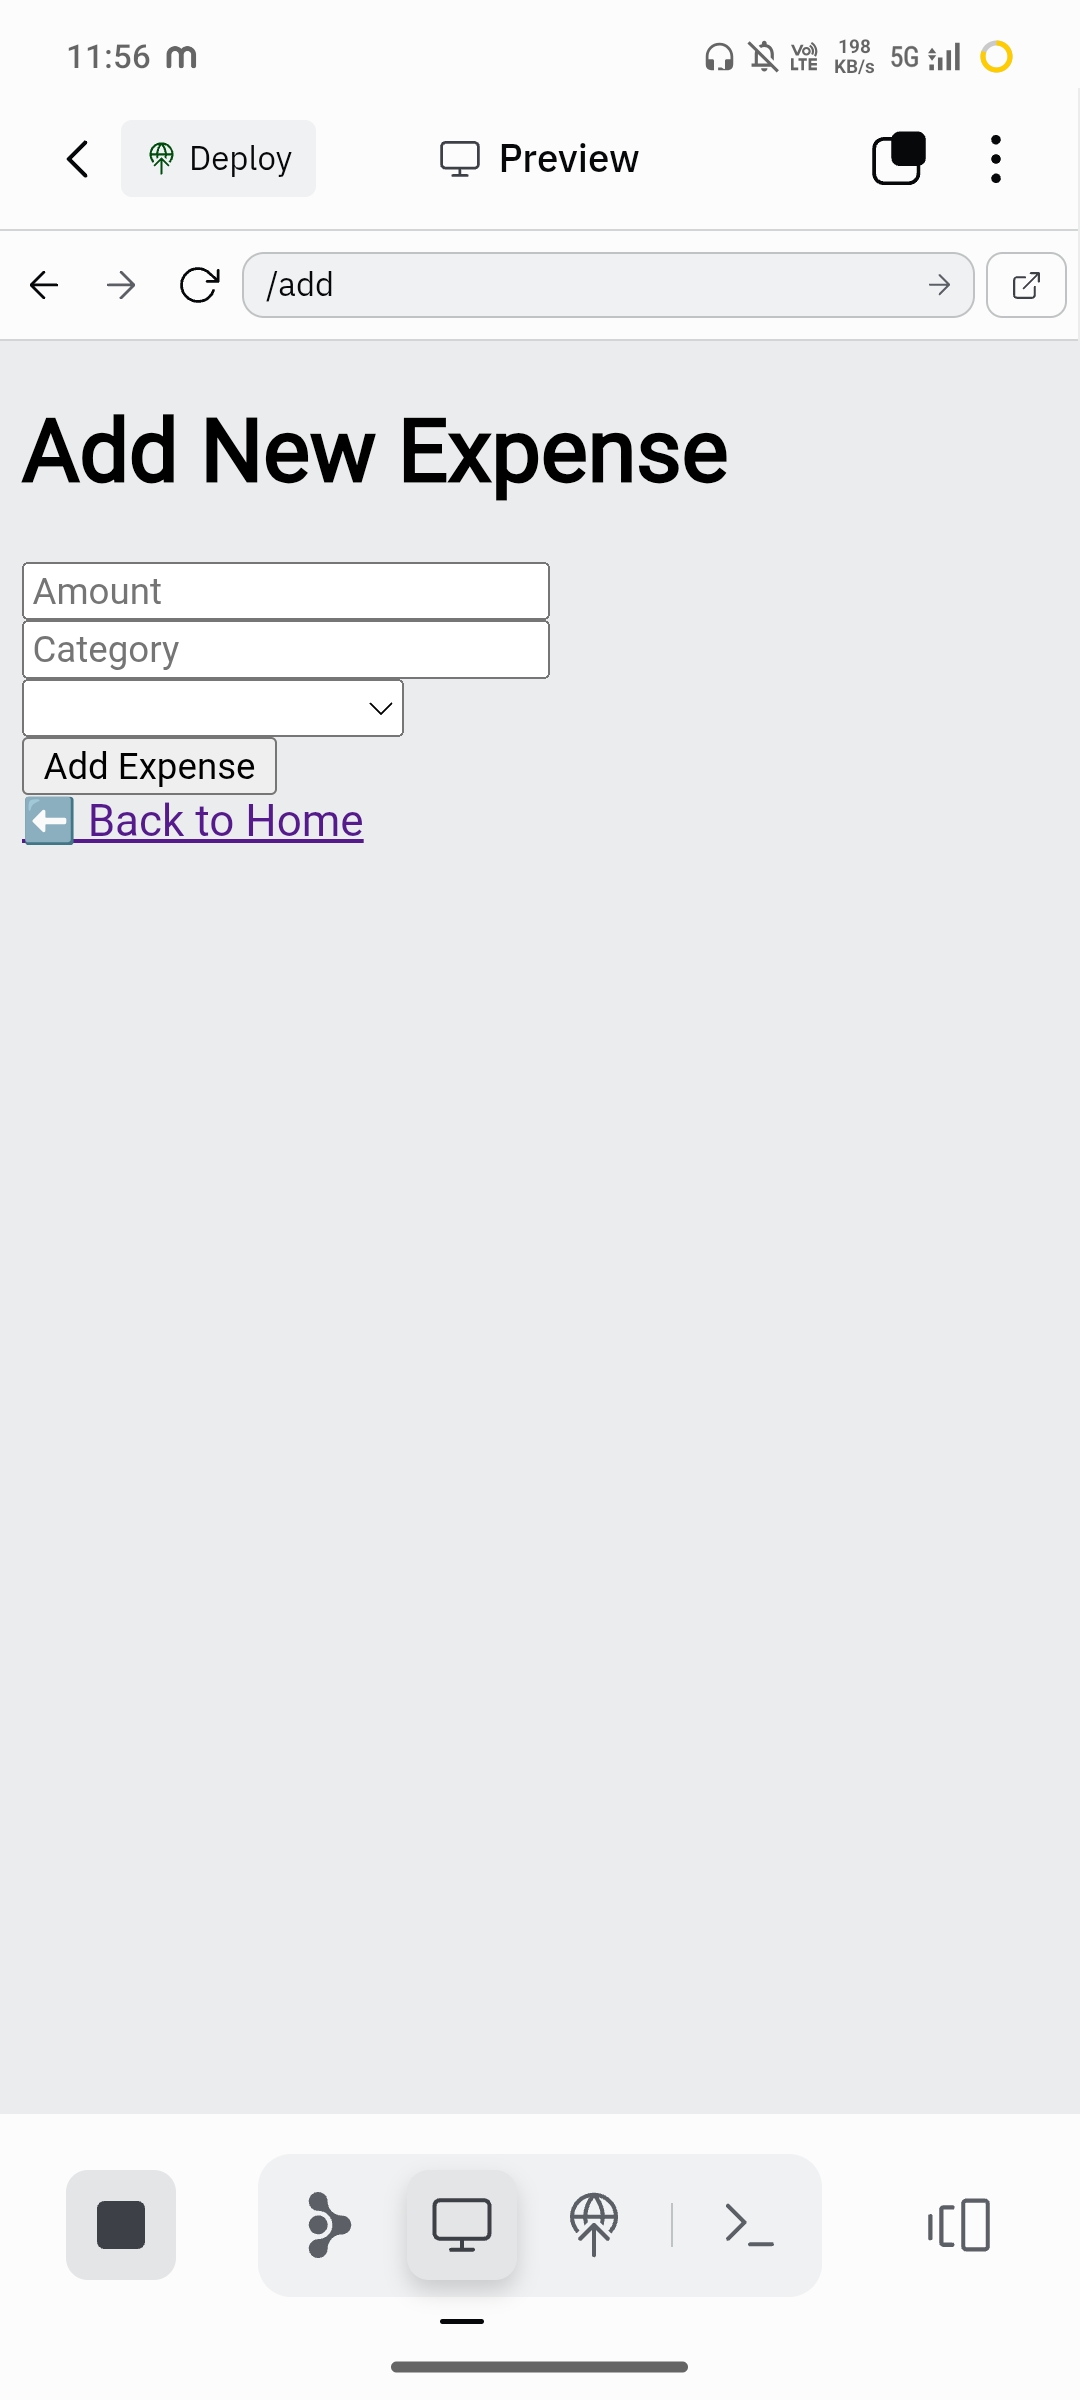 11:56
Vo)) LTE
198 KB/s
5G
Deploy
Preview
/add
Add New Expense
Amount
Category
Add Expense
⬅️ Back to Home